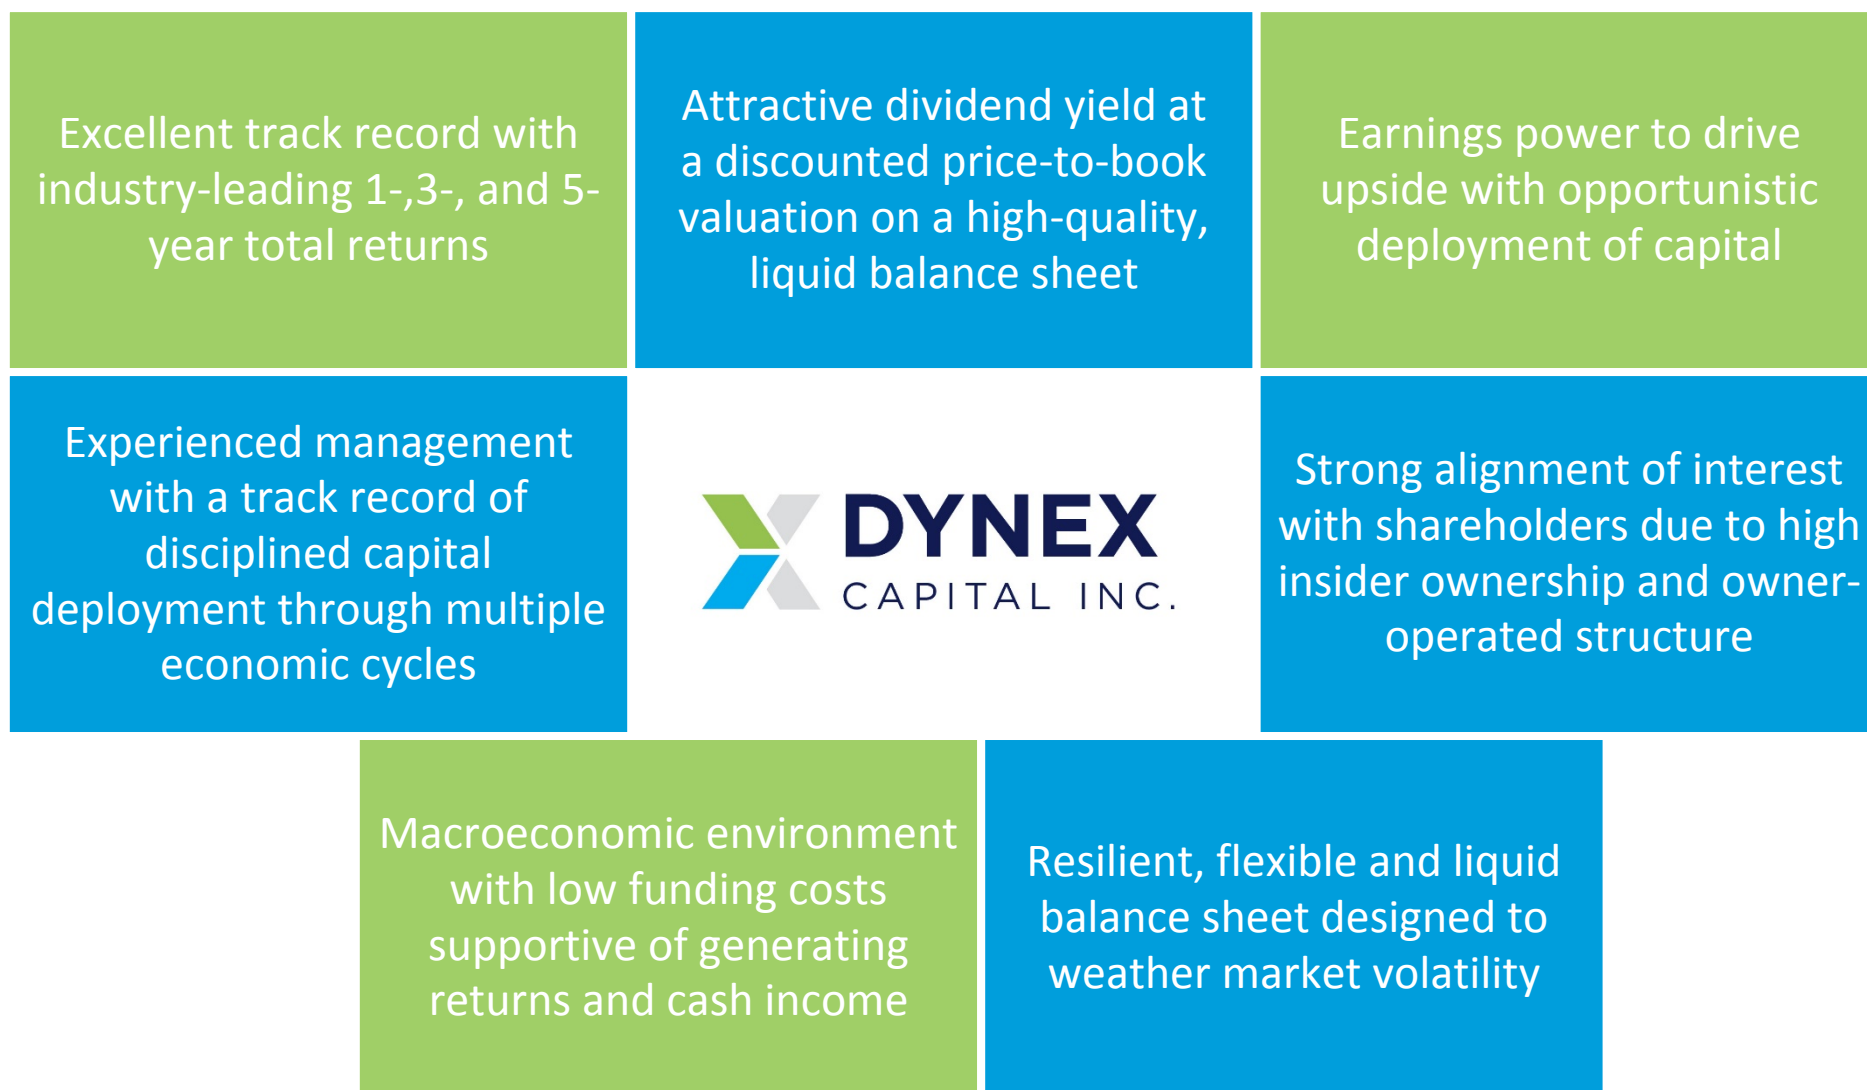 Excellent track record with
industry-leading 1-,3-, and 5-
year total returns
Attractive dividend yield at
a discounted price-to-book
valuation on a high-quality,
liquid balance sheet
Earnings power to drive
upside with opportunistic
deployment of capital
Experienced management
with a track record of
disciplined capital
deployment through multiple
economic cycles
DYNEX
CAPITAL INC.
Strong alignment of interest
with shareholders due to high
insider ownership and owner-
operated structure
Macroeconomic environment
with low funding costs
supportive of generating
returns and cash income
Resilient, flexible and liquid
balance sheet designed to
weather market volatility